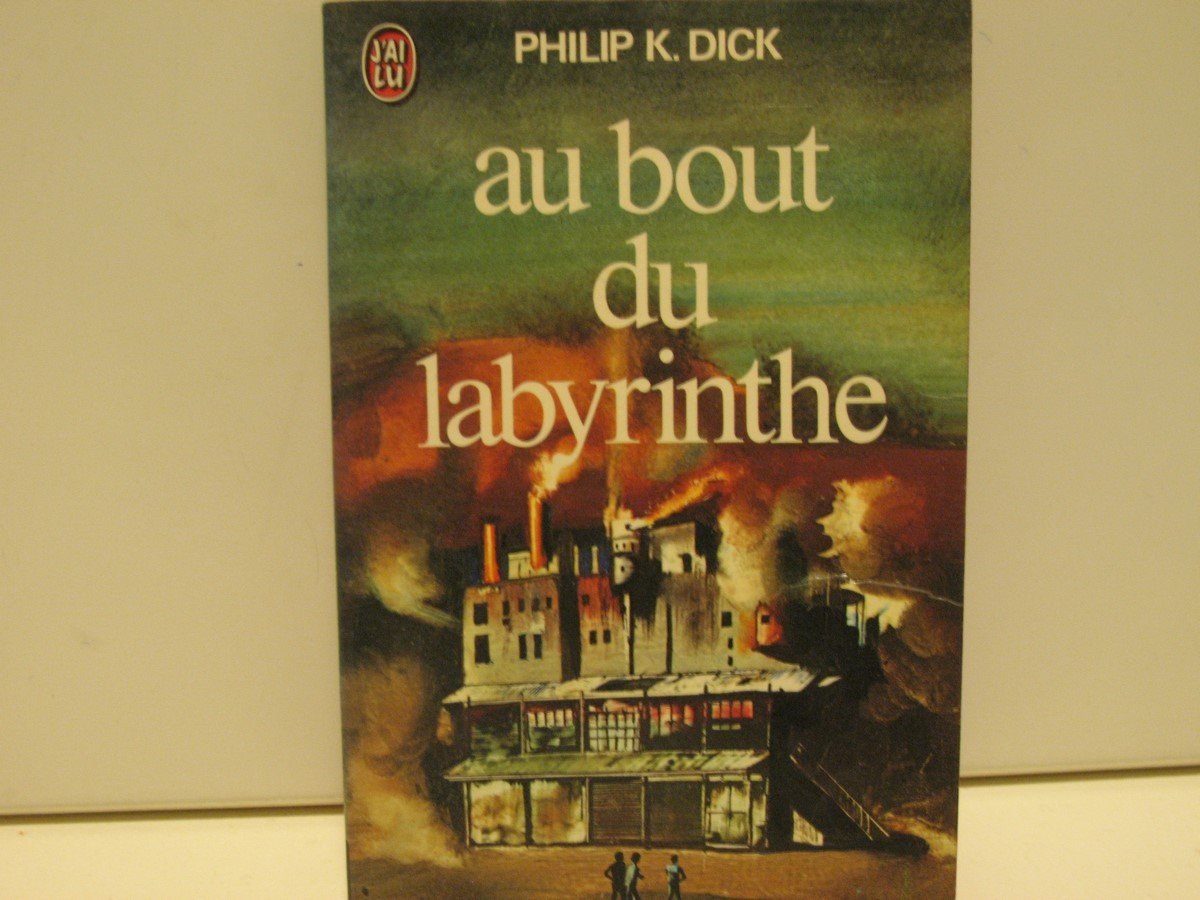 J'AI
LU
PHILIP K. DICK
au bout
du
labyrinthe